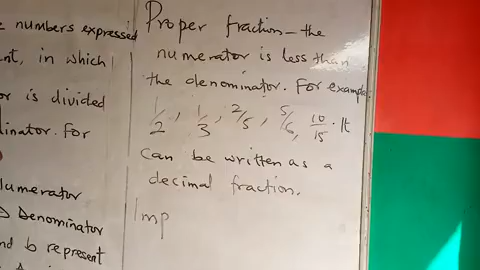 numbers expressed
nt, in which
or is divided
inator. For
Numerator
Denominator
nd b represent
Proper fraction - the
numerator is less than
the denominator. For example
1/2, 1/3, 2/5, 5/6, 10/15. It
can be written as a
decimal fraction.
Imp